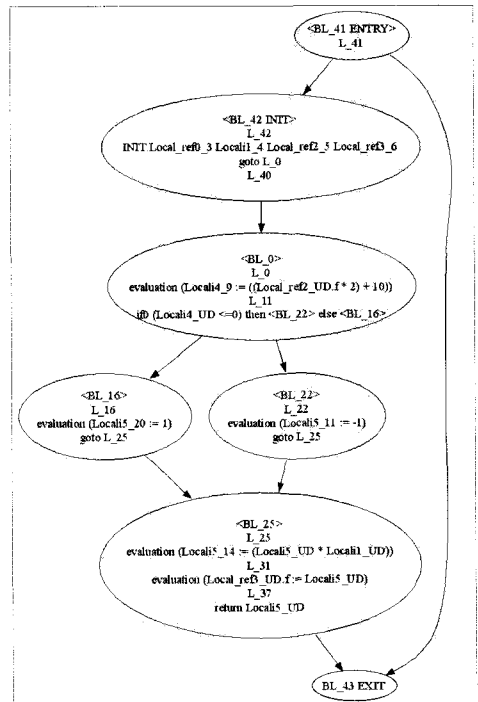 <BL_41 ENTRY>
L_41
<BL_42 INIT>
L_42
INIT Local_ref0_3 Locali1_4 Local_ref2_5 Local_ref3_6
goto L_0
L_40
<BL_0>
L_0
evaluation (Locali4_9 := ((Local_ref2_UD.f * 2) + 10))
L_11
if0 (Locali4_UD <=0) then <BL_22> else <BL_16>
<BL_16>
L_16
evaluation (Locali5_20 := 1)
goto L_25
<BL_22>
L_22
evaluation (Locali5_11 := -1)
goto L_25
<BL_25>
L_25
evaluation (Locali5_14 := (Locali5_UD * Locali1_UD))
L_31
evaluation (Local_ref3_UD.f := Locali5_UD)
L_37
return Locali5_UD
BL_43 EXIT